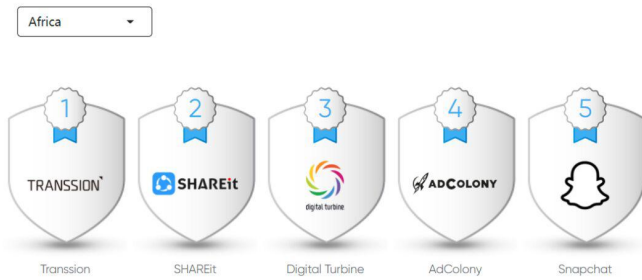 Africa
1
2
3
4
5
TRANSSION
SHAREit
digital turbine
ADCOLONY
Transsion
SHAREit
Digital Turbine
AdColony
Snapchat